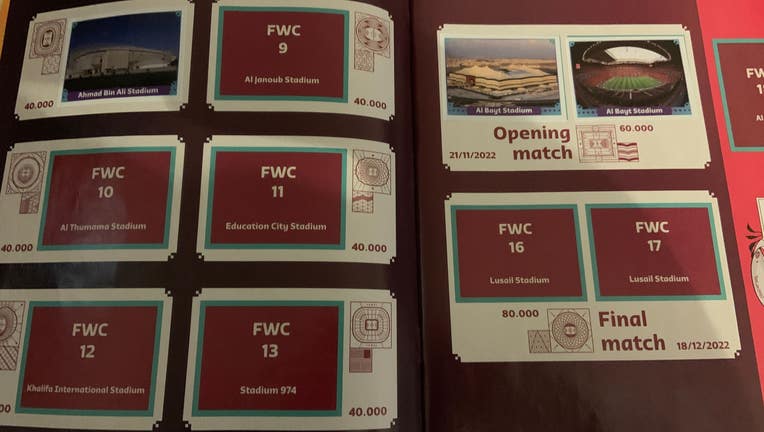 Ahmad Bin Ali Stadium
40.000
FWC
9
Al Janoub Stadium
40.000
FWC
10
Al Thumama Stadium
40.000
FWC
11
Education City Stadium
40.000
FWC
12
Khalifa International Stadium
FWC
13
Stadium 974
40.000
Al Bayt Stadium
Al Bayt Stadium
21/11/2022
Opening
match
60.000
FWC
16
Lusail Stadium
FWC
17
Lusail Stadium
80.000
Final
match
18/12/2022